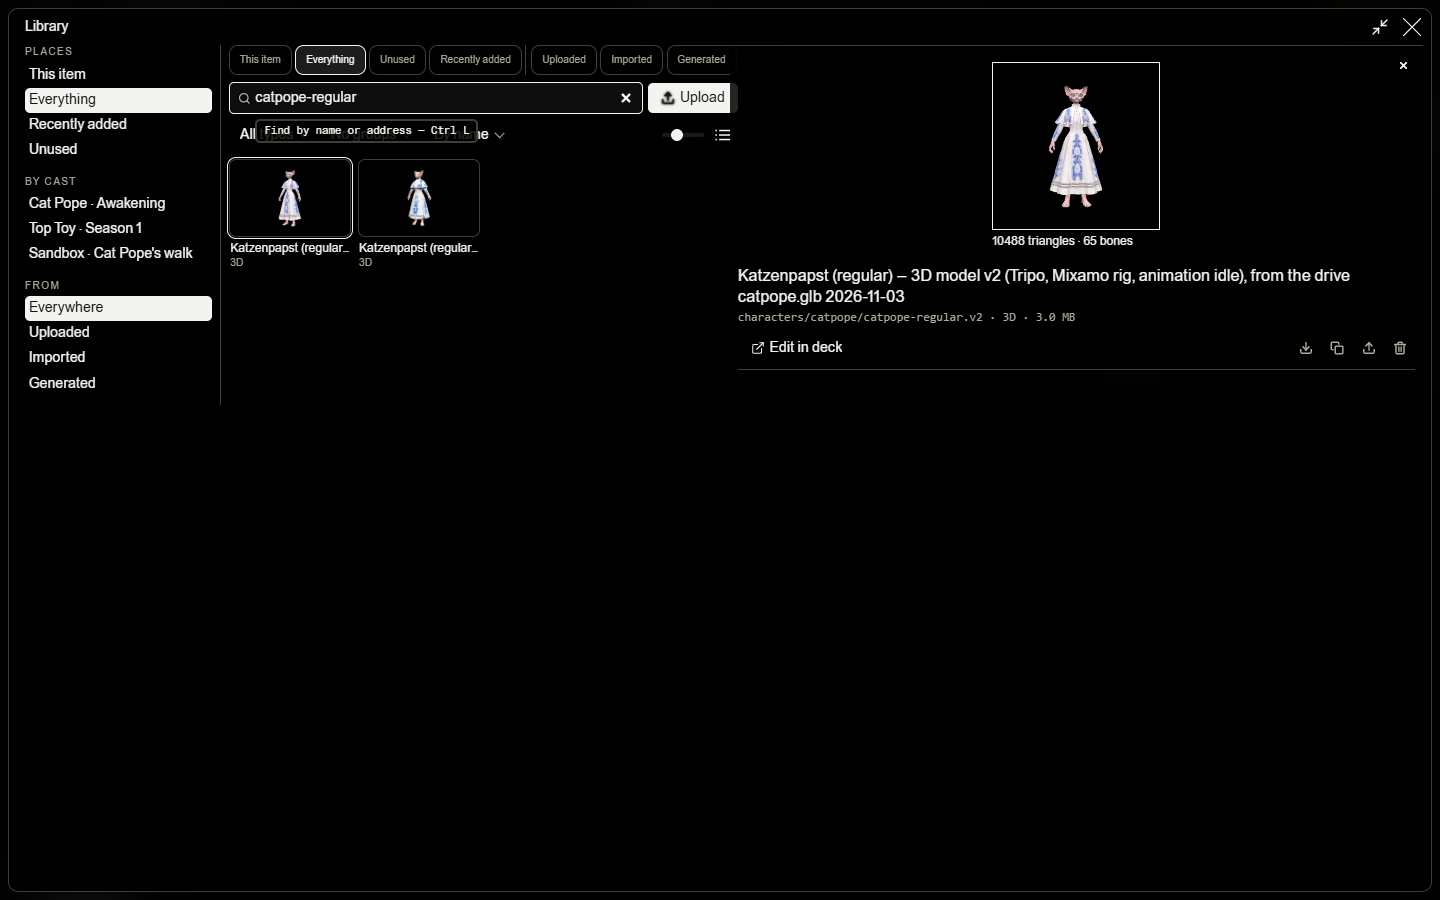 Library
PLACES
This item
Everything
Recently added
Unused
BY CAST
Cat Pope · Awakening
Top Toy · Season 1
Sandbox · Cat Pope's walk
FROM
Everywhere
Uploaded
Imported
Generated
This item
Everything
Unused
Recently added
Uploaded
Imported
Generated
catpope-regular
Upload
Find by name or address — Ctrl L
All
Katzenpapst (regular…
3D
Katzenpapst (regular…
3D
10488 triangles · 65 bones
Katzenpapst (regular) — 3D model v2 (Tripo, Mixamo rig, animation idle), from the drive
catpope.glb 2026-11-03
characters/catpope/catpope-regular.v2 · 3D · 3.0 MB
Edit in deck